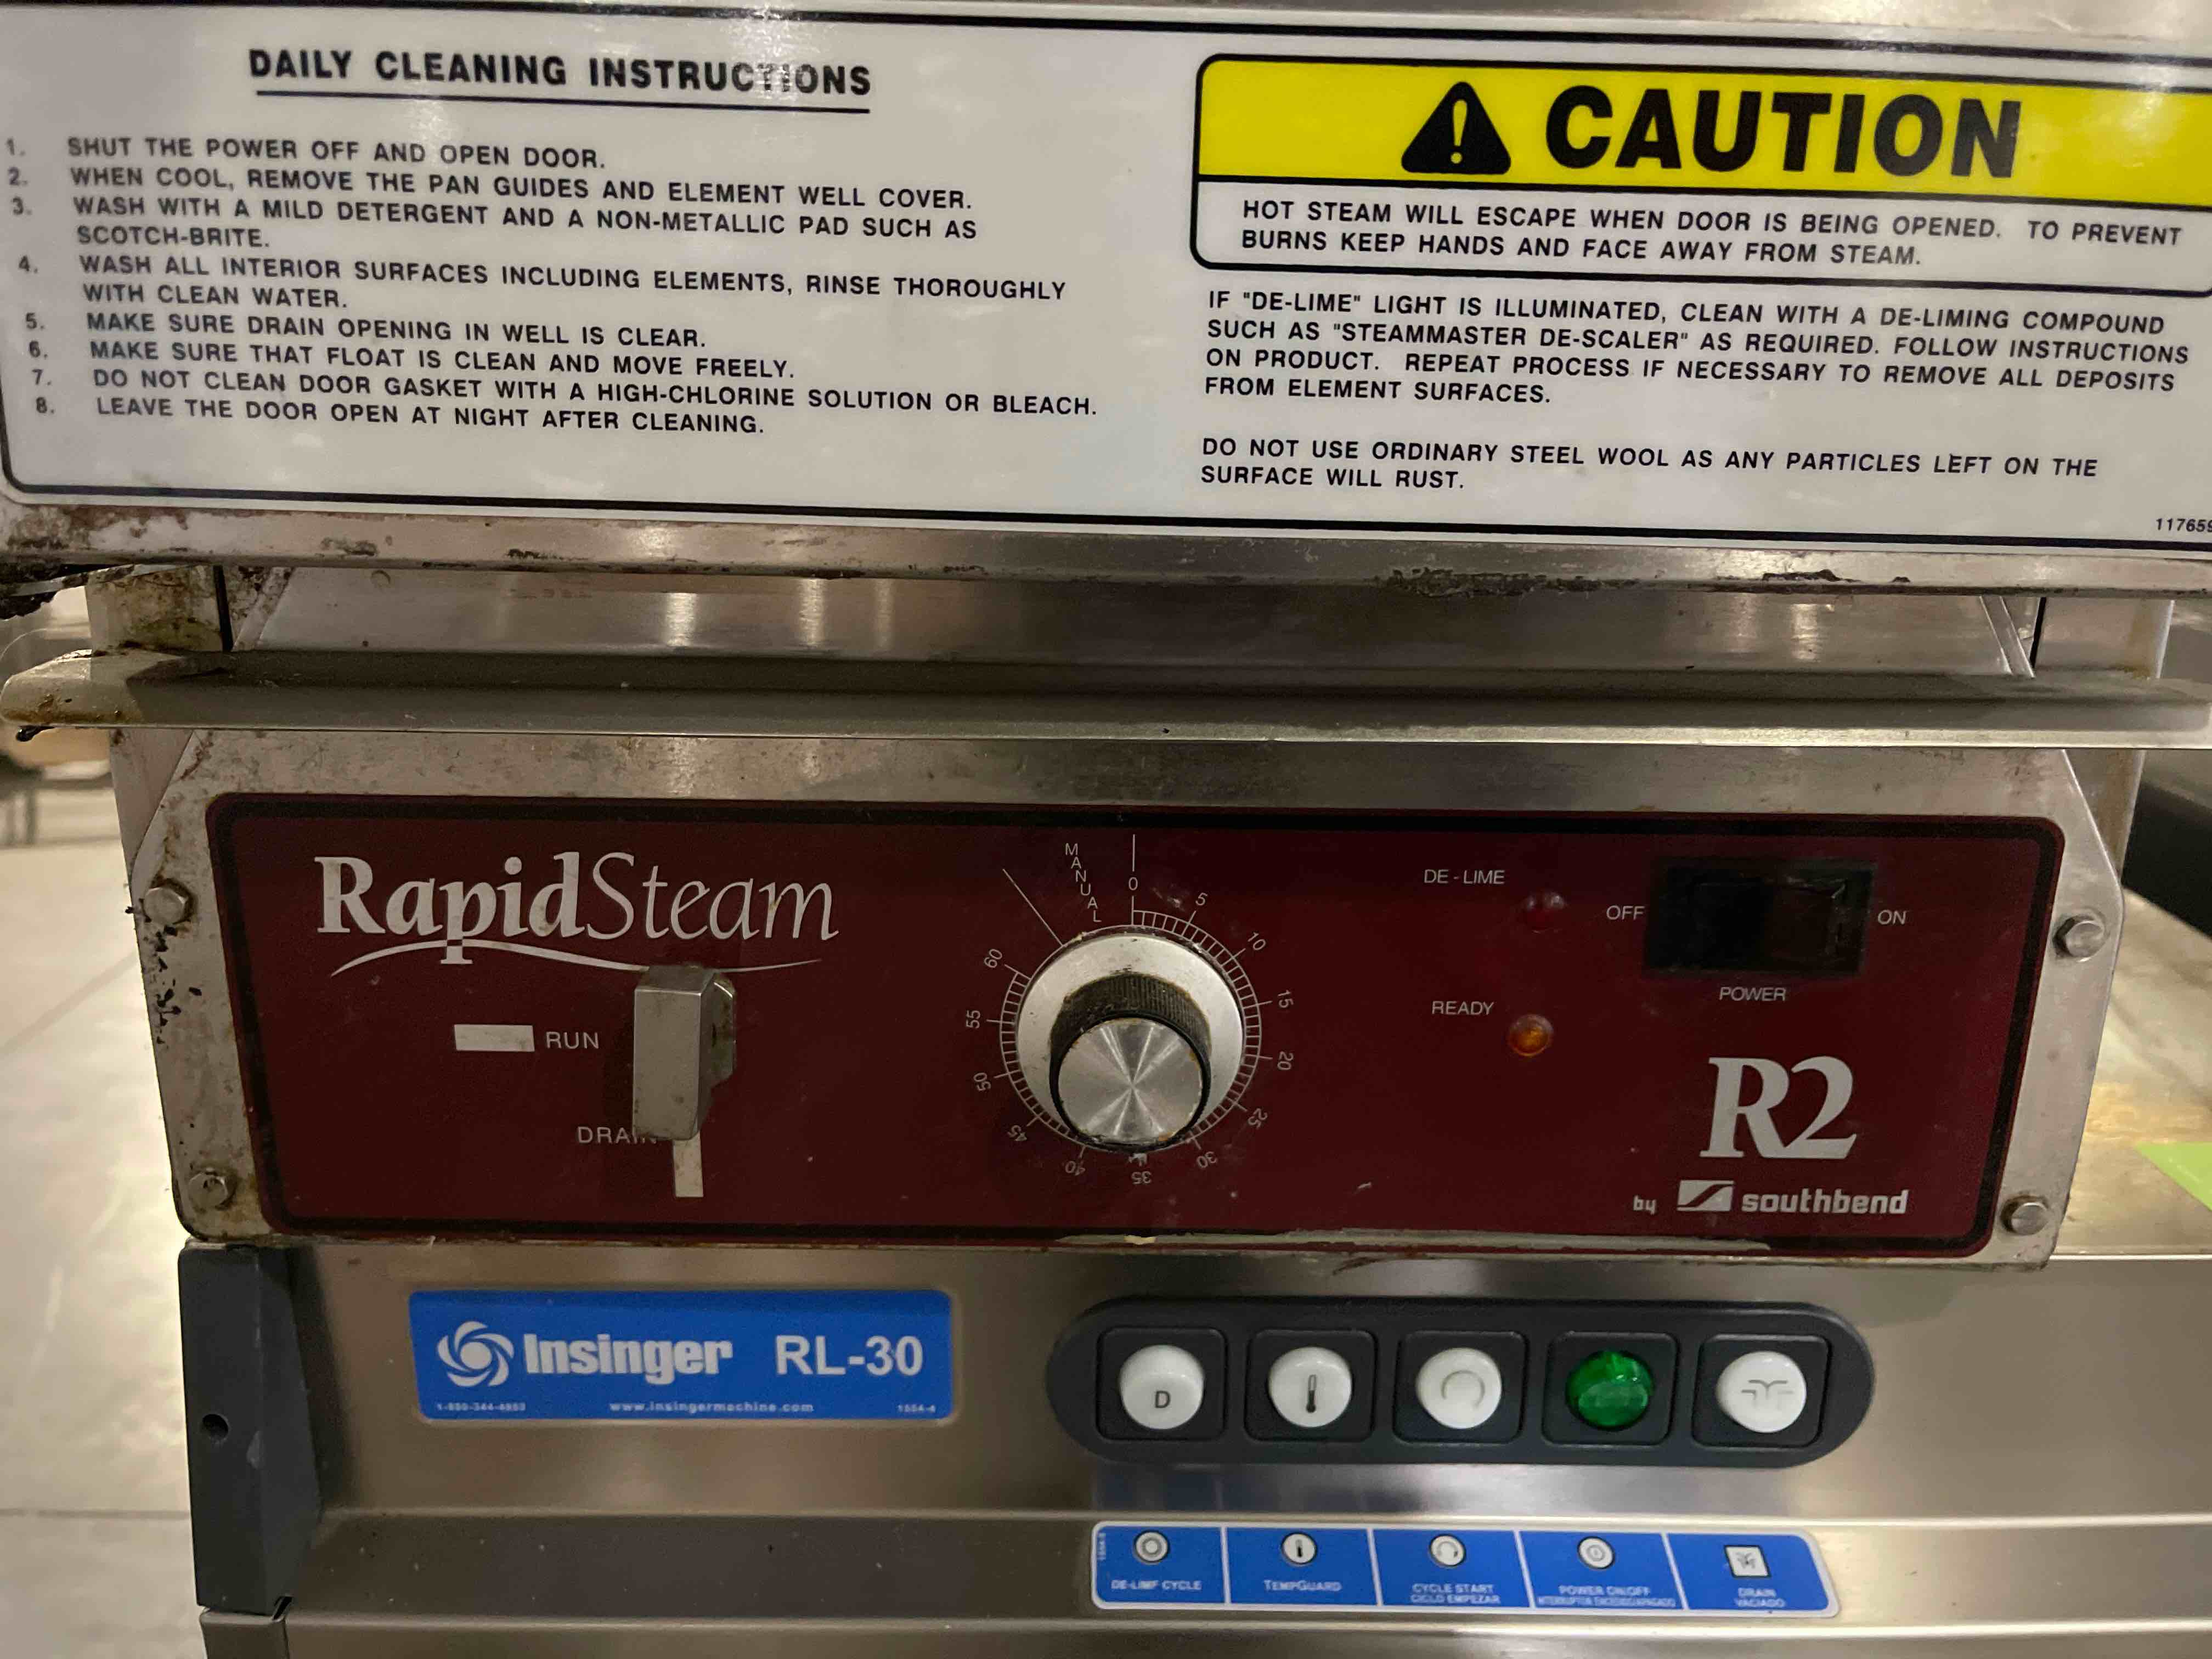 DAILY CLEANING INSTRUCTIONS
1. SHUT THE POWER OFF AND OPEN DOOR.
2. WHEN COOL, REMOVE THE PAN GUIDES AND ELEMENT WELL COVER.
3. WASH WITH A MILD DETERGENT AND A NON-METALLIC PAD SUCH AS
SCOTCH-BRITE.
4. WASH ALL INTERIOR SURFACES INCLUDING ELEMENTS, RINSE THOROUGHLY
WITH CLEAN WATER.
5. MAKE SURE DRAIN OPENING IN WELL IS CLEAR.
6. MAKE SURE THAT FLOAT IS CLEAN AND MOVE FREELY.
7. DO NOT CLEAN DOOR GASKET WITH A HIGH-CHLORINE SOLUTION OR BLEACH.
8. LEAVE THE DOOR OPEN AT NIGHT AFTER CLEANING.
CAUTION
HOT STEAM WILL ESCAPE WHEN DOOR IS BEING OPENED. TO PREVENT
BURNS KEEP HANDS AND FACE AWAY FROM STEAM.
IF "DE-LIME" LIGHT IS ILLUMINATED, CLEAN WITH A DE-LIMING COMPOUND
SUCH AS "STEAMMASTER DE-SCALER" AS REQUIRED. FOLLOW INSTRUCTIONS
ON PRODUCT. REPEAT PROCESS IF NECESSARY TO REMOVE ALL DEPOSITS
FROM ELEMENT SURFACES.
DO NOT USE ORDINARY STEEL WOOL AS ANY PARTICLES LEFT ON THE
SURFACE WILL RUST.
117659
RapidSteam
RUN
DRAIN
MANUAL
0
5
10
15
20
25
30
35
40
45
50
55
60
DE-LIME
READY
OFF
ON
POWER
R2
by southbend
Insinger RL-30
www.insingermachine.com
1554-4
D
DE-LIME CYCLE
TEMPGUARD
CYCLE START
CICLO EMPEZAR
POWER ON/OFF
DRAIN
VACIADO